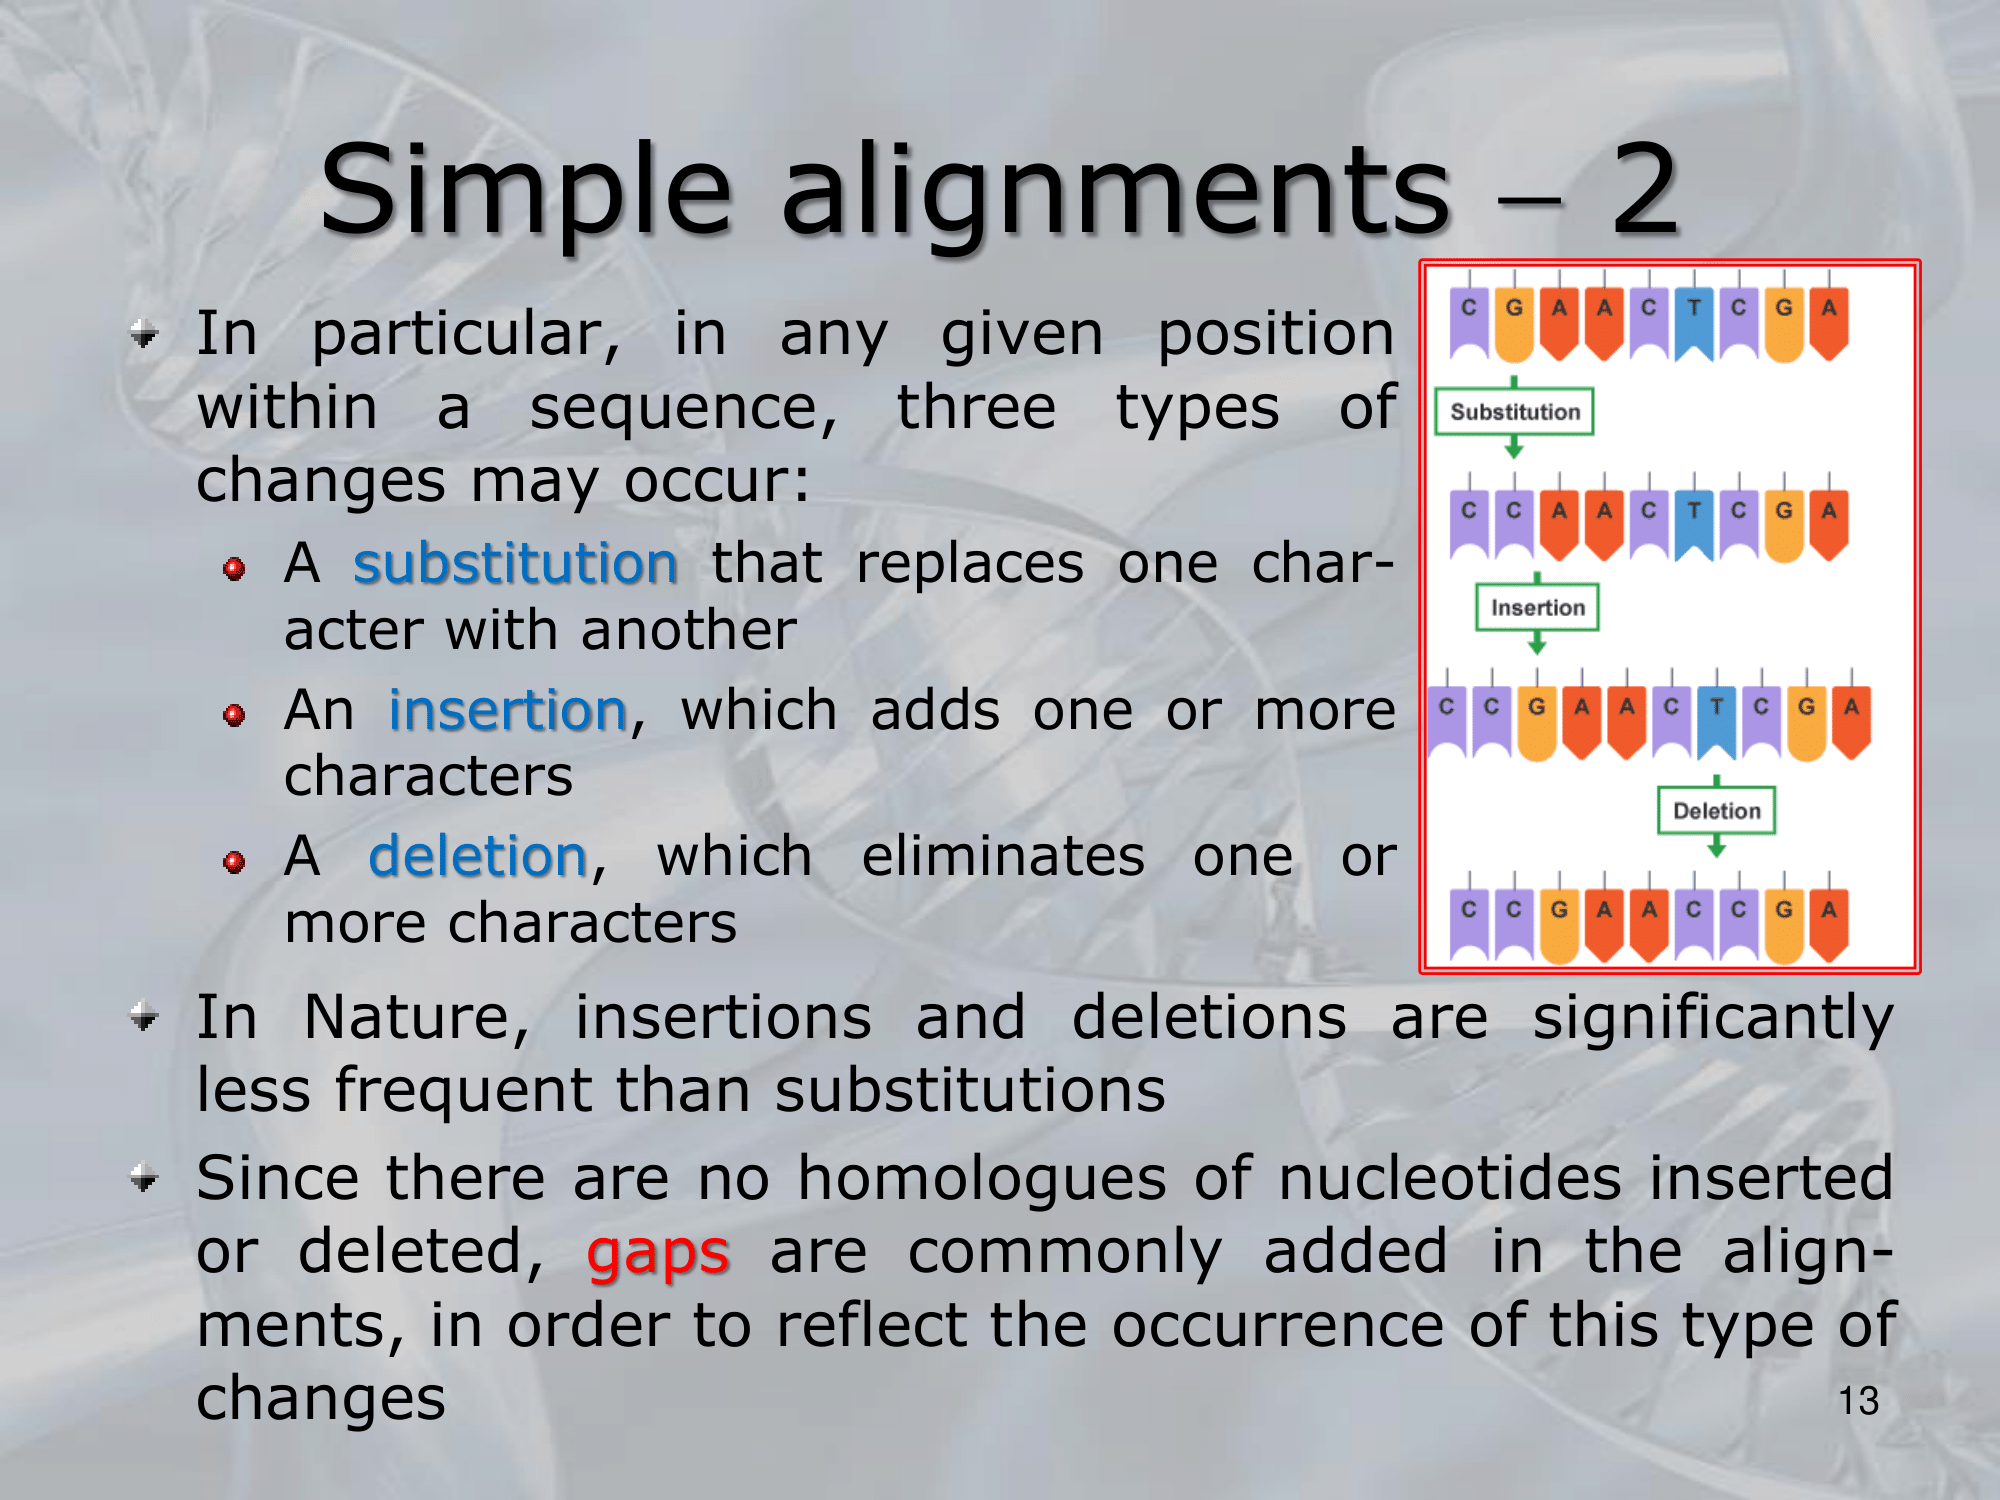 Simple alignments – 2
In particular, in any given position
within a sequence, three types of
changes may occur:
A substitution that replaces one char-
acter with another
An insertion, which adds one or more
characters
A deletion, which eliminates one or
more characters
C G A A C T C G A
Substitution
C C A A C T C G A
Insertion
C C G A A C T C G A
Deletion
C C G A A C C G A
In Nature, insertions and deletions are significantly
less frequent than substitutions
Since there are no homologues of nucleotides inserted
or deleted, gaps are commonly added in the align-
ments, in order to reflect the occurrence of this type of
changes
13